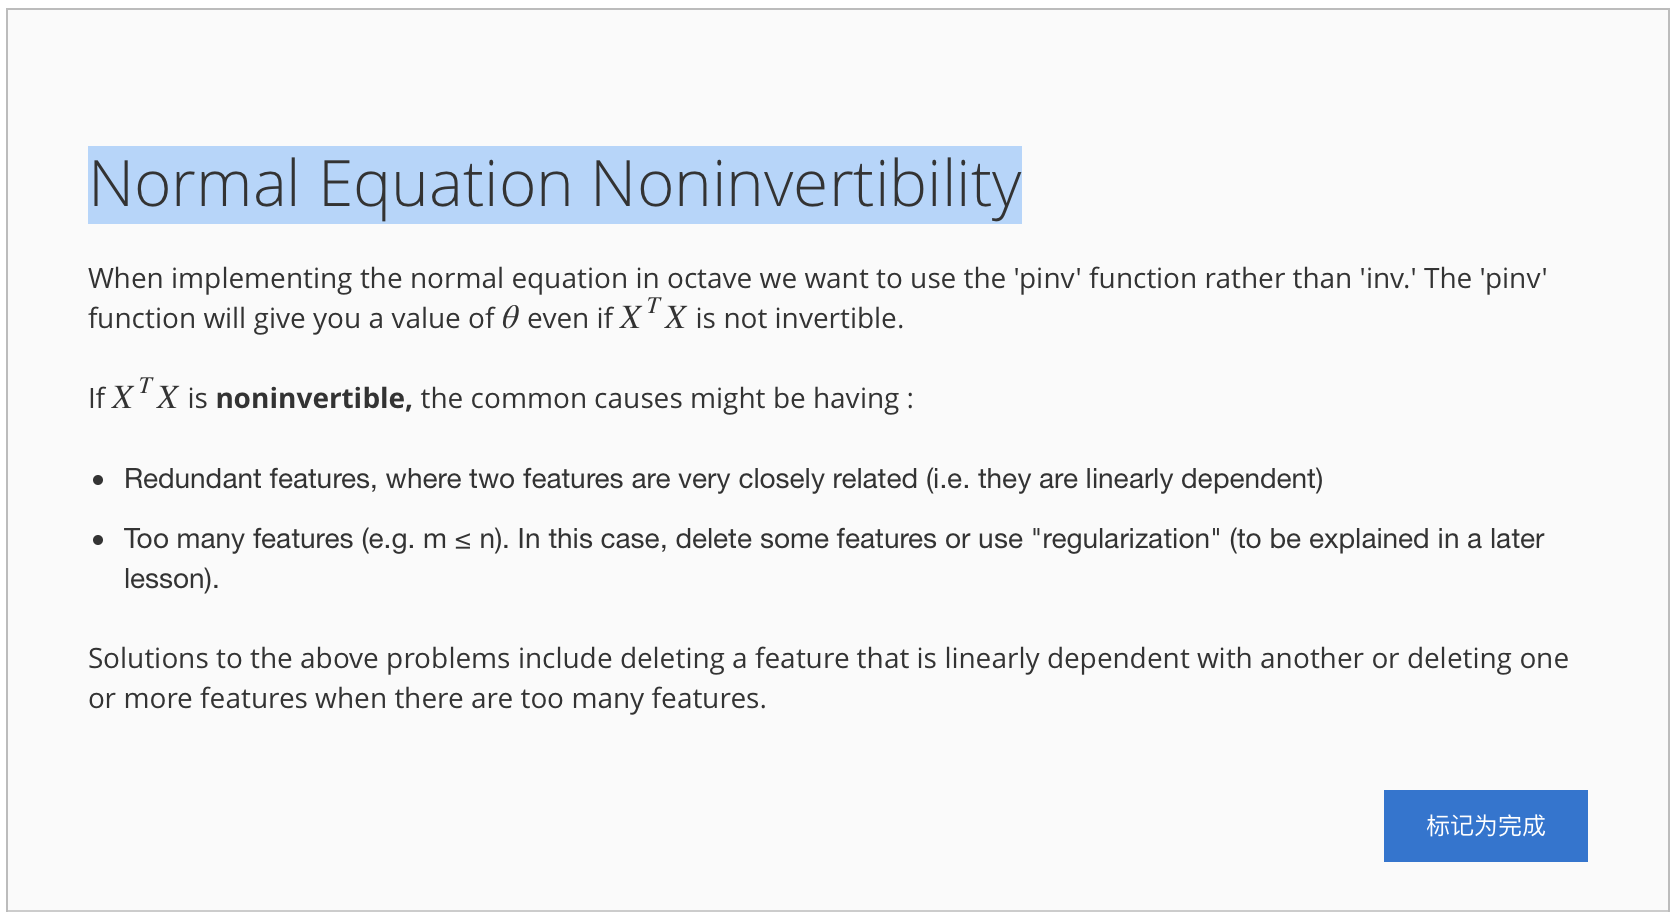 Normal Equation Noninvertibility
When implementing the normal equation in octave we want to use the 'pinv' function rather than 'inv.' The 'pinv'
function will give you a value of θ even if X^T X is not invertible.
If X^T X is noninvertible, the common causes might be having :
• Redundant features, where two features are very closely related (i.e. they are linearly dependent)
• Too many features (e.g. m ≤ n). In this case, delete some features or use "regularization" (to be explained in a later
lesson).
Solutions to the above problems include deleting a feature that is linearly dependent with another or deleting one
or more features when there are too many features.
标记为完成